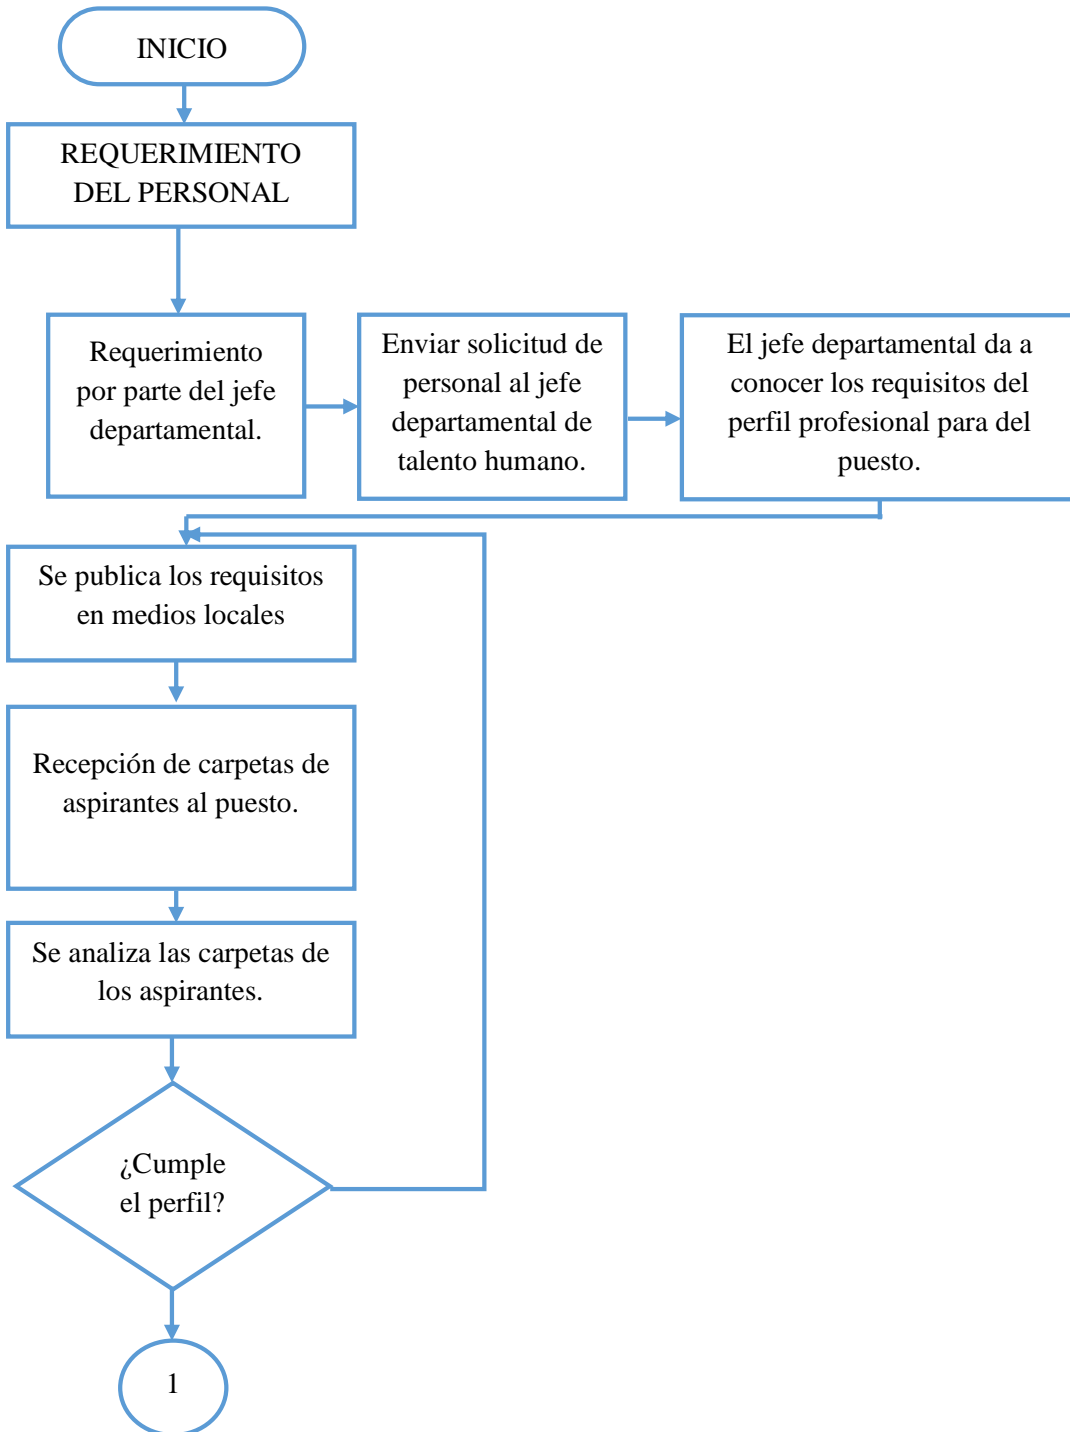 INICIO
REQUERIMIENTO
DEL PERSONAL
Requerimiento
por parte del jefe
departamental.
Enviar solicitud de
personal al jefe
departamental de
talento humano.
El jefe departamental da a
conocer los requisitos del
perfil profesional para del
puesto.
Se publica los requisitos
en medios locales
Recepción de carpetas de
aspirantes al puesto.
Se analiza las carpetas de
los aspirantes.
¿Cumple
el perfil?
1